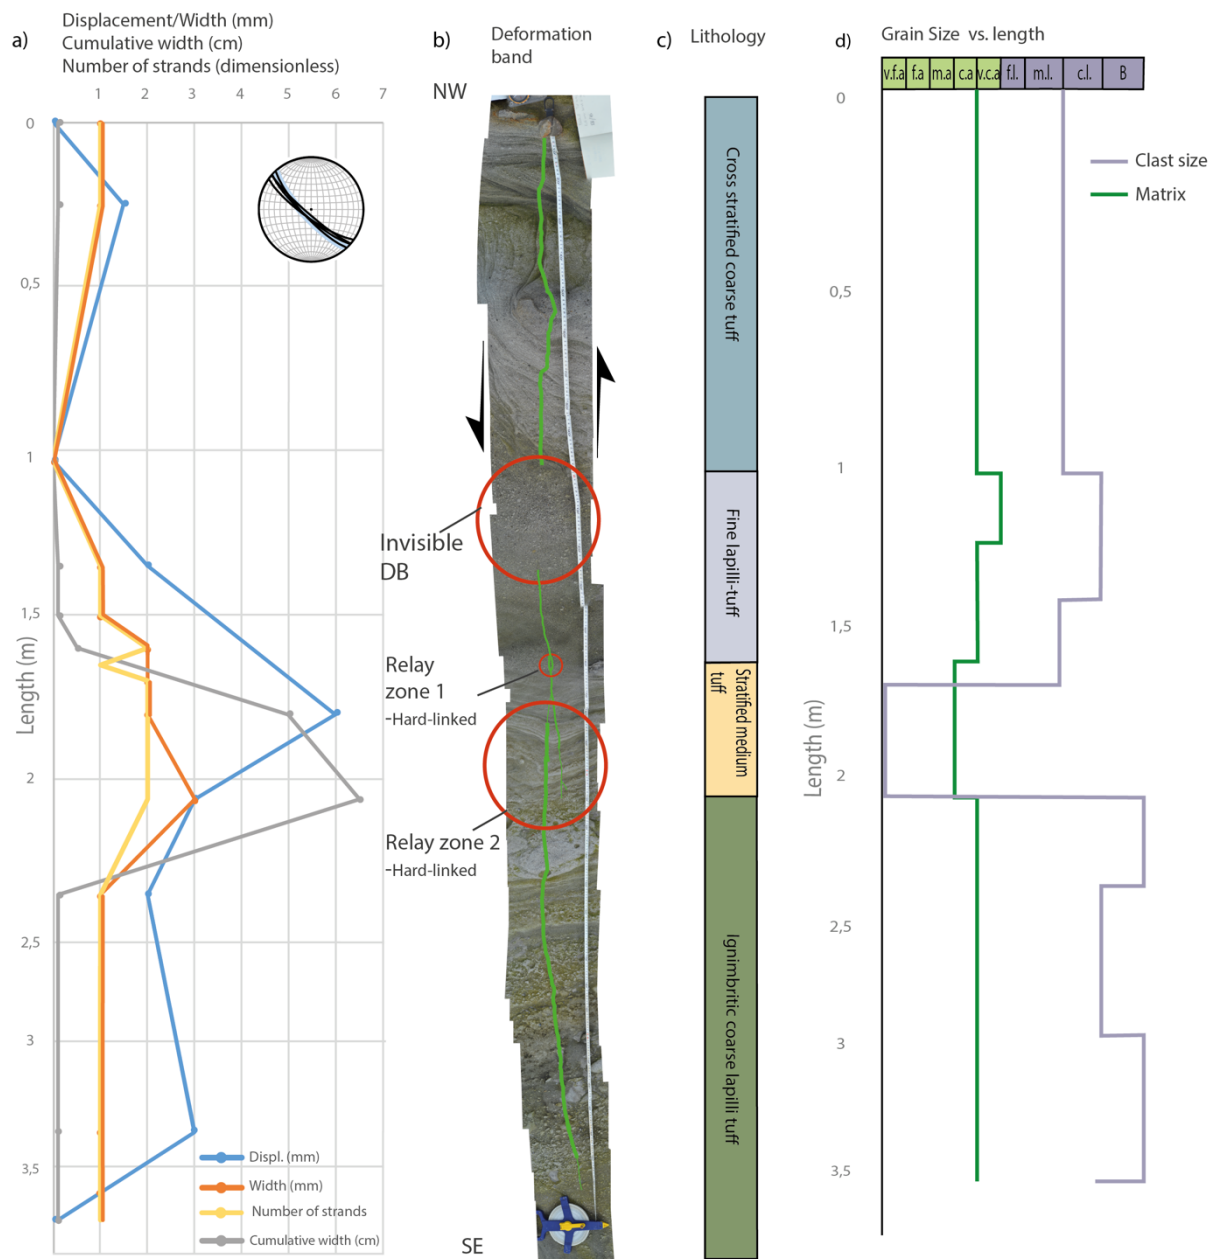 a)
Displacement/Width (mm)
Cumulative width (cm)
Number of strands (dimensionless)
1 2 3 4 5 6 7
0
0,5
1
1,5
2
2,5
3
3,5
Length (m)
Displ. (mm)
Width (mm)
Number of strands
Cumulative width (cm)
b)
Deformation
band
NW
Invisible
DB
Relay
zone 1
-Hard-linked
Relay zone 2
-Hard-linked
SE
c)
Lithology
Cross stratified coarse tuff
Fine lapilli-tuff
Stratified medium
tuff
Ignimbritic coarse lapilli tuff
d)
Grain Size vs. length
v.f.a f.a m.a c.a v.c.a f.l. m.l. c.l. B
0
0,5
1
1,5
2
2,5
3
3,5
Length (m)
Clast size
Matrix